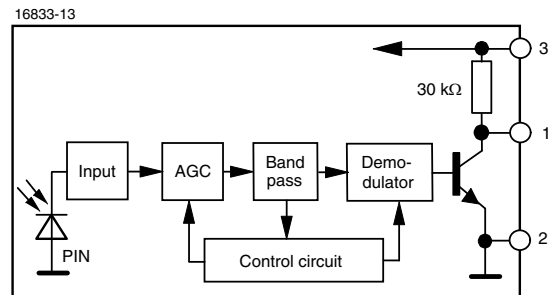 16833-13
3
30 kΩ
1
Input
AGC
Band
pass
Demo-
dulator
PIN
Control circuit
2